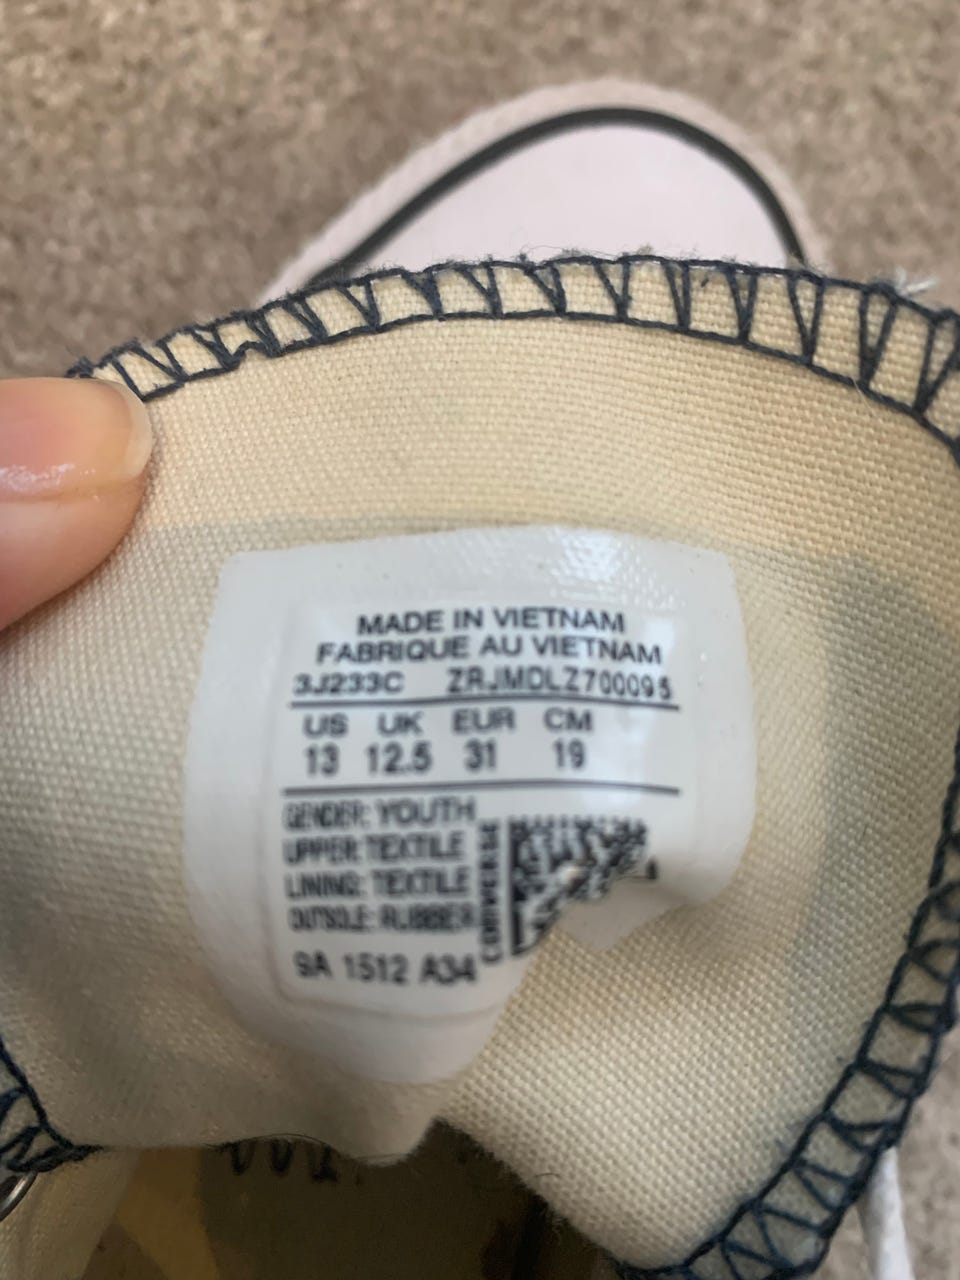 MADE IN VIETNAM
FABRIQUE AU VIETNAM
3J233C ZRJMDLZ700095
US UK EUR CM
13 12.5 31 19
GENDER: YOUTH
UPPER: TEXTILE
LINING: TEXTILE
OUTSOLE: RUBBER
CONVERSE
9A 1512 A34